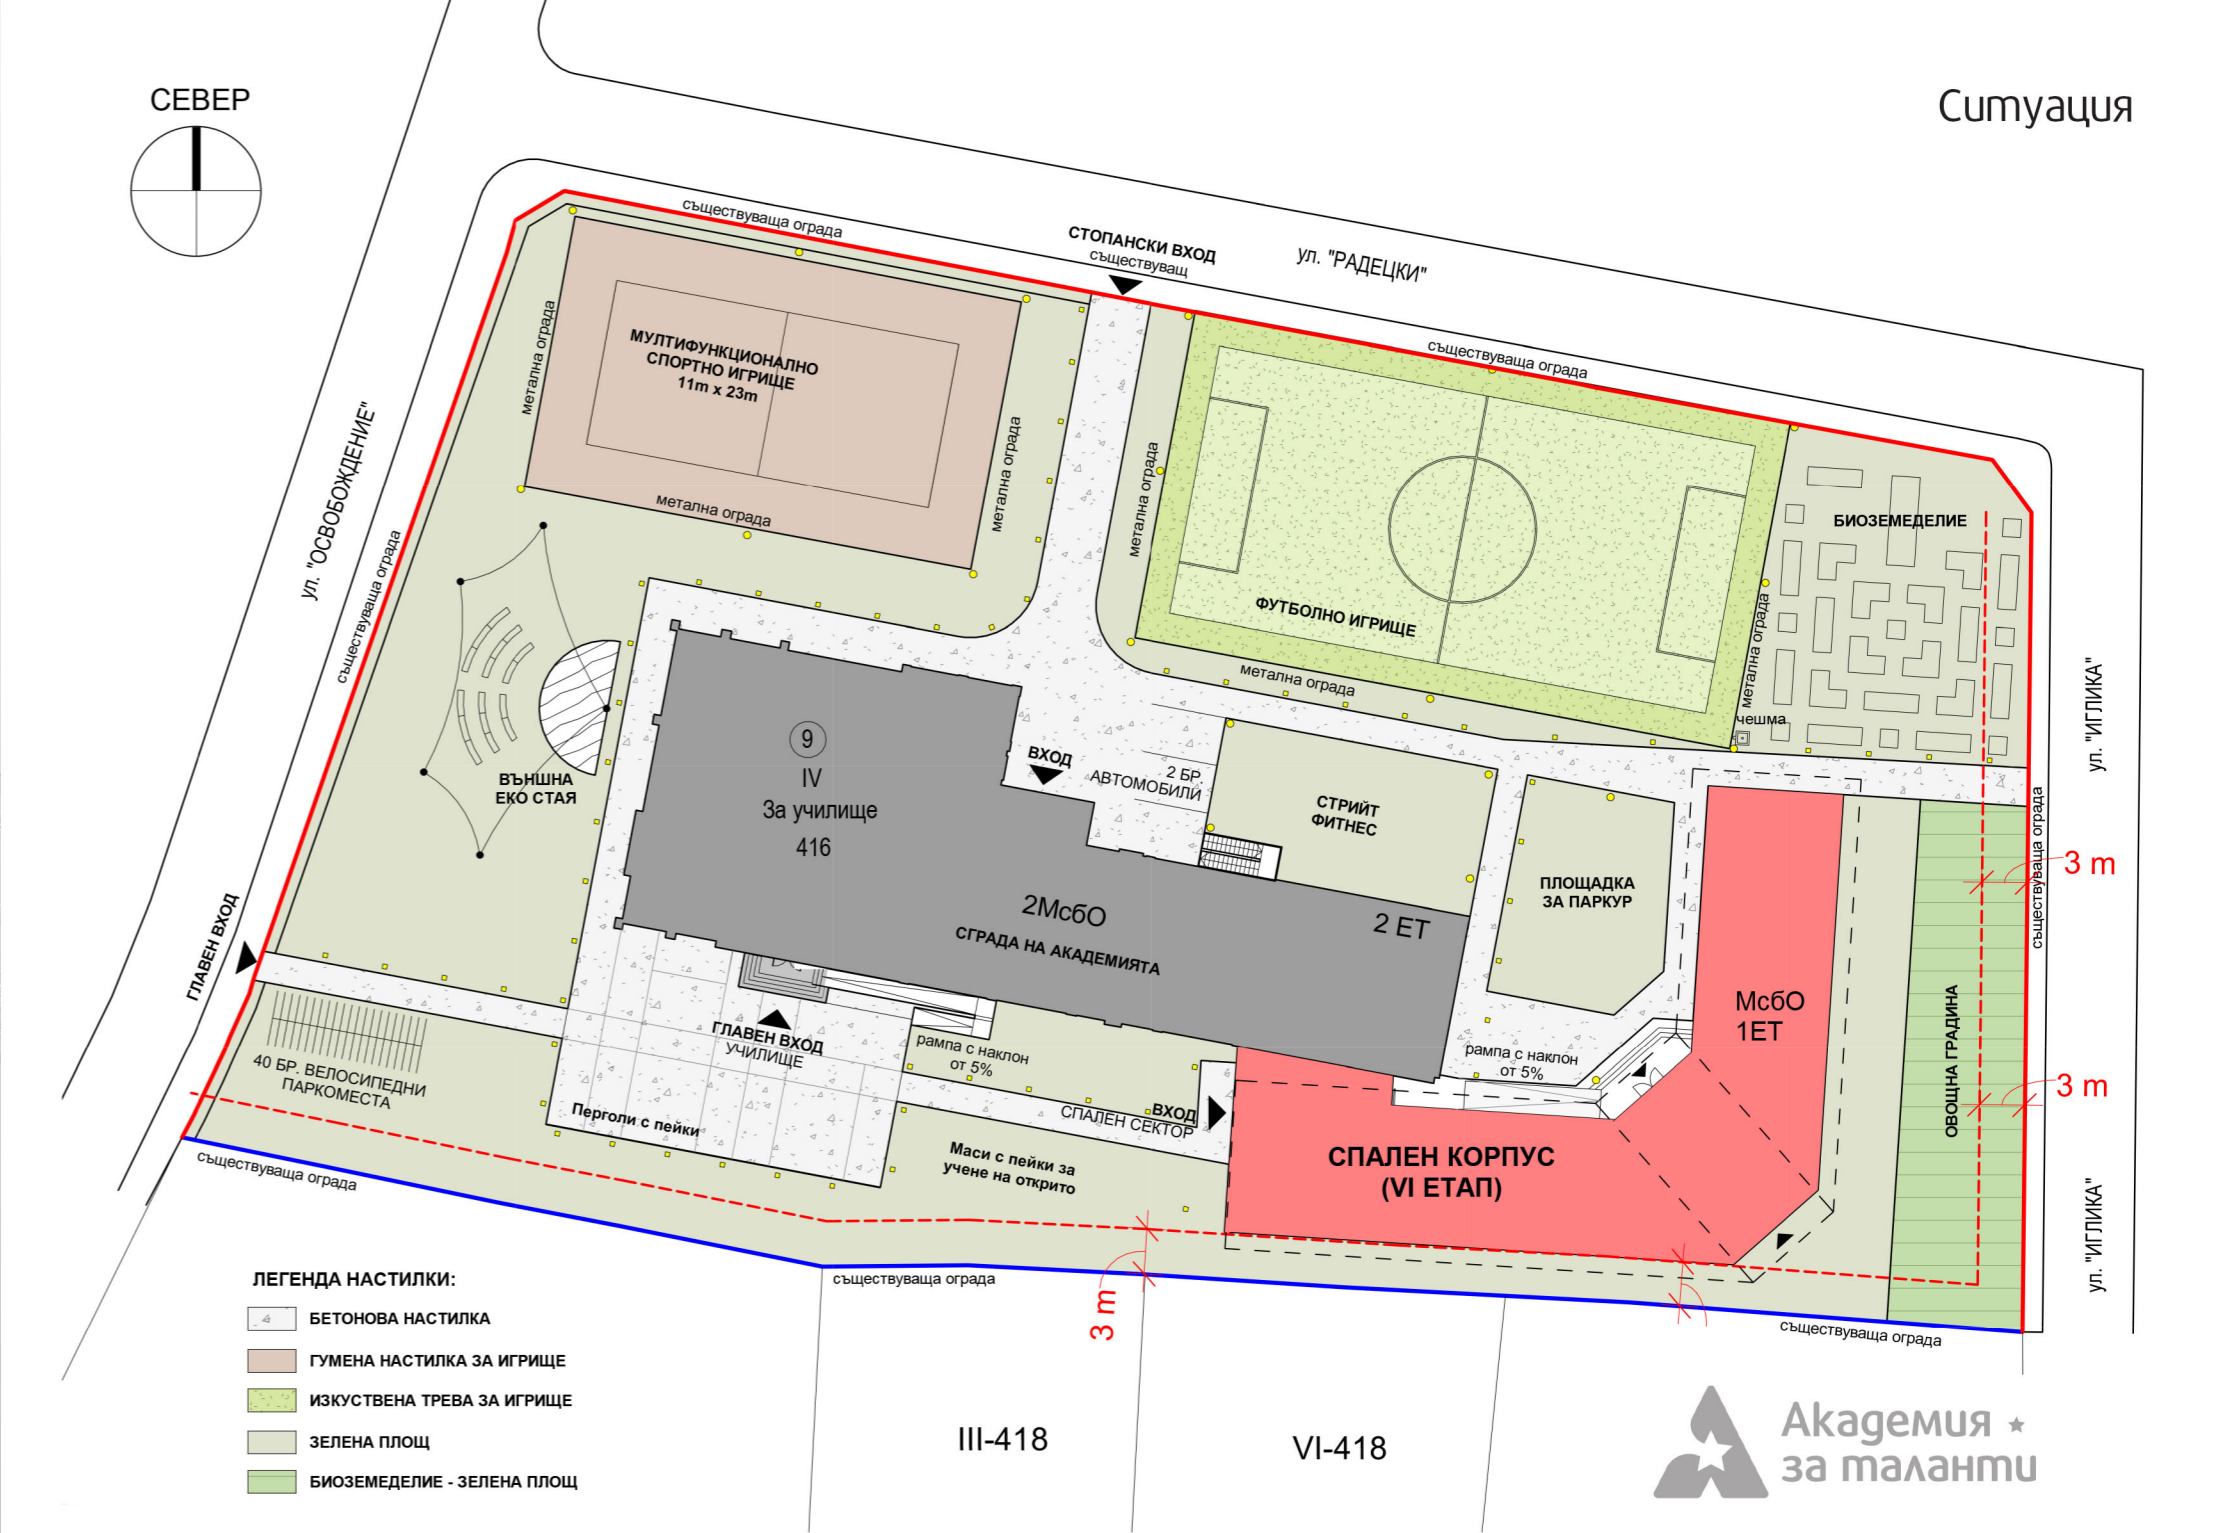 СЕВЕР
Ситуация
съществуваща ограда
СТОПАНСКИ ВХОД
съществуващ
ул. "РАДЕЦКИ"
съществуваща ограда
метална ограда
МУЛТИФУНКЦИОНАЛНО
СПОРТНО ИГРИЩЕ
11m x 23m
метална ограда
метална ограда
метална ограда
ул. "ОСВОБОЖДЕНИЕ"
съществуваща ограда
ФУТБОЛНО ИГРИЩЕ
метална ограда
метална ограда
БИОЗЕМЕДЕЛИЕ
чешма
ул. "ИГЛИКА"
ВЪНШНА
ЕКО СТАЯ
9
IV
За училище
416
ВХОД
2 БР.
АВТОМОБИЛИ
СТРИЙТ
ФИТНЕС
ПЛОЩАДКА
ЗА ПАРКУР
съществуваща ограда
3 m
2МсбО
СГРАДА НА АКАДЕМИЯТА
2 ЕТ
МсбО
1ЕТ
ОВОЩНА ГРАДИНА
3 m
ГЛАВЕН ВХОД
40 БР. ВЕЛОСИПЕДНИ
ПАРКОМЕСТА
ГЛАВЕН ВХОД
УЧИЛИЩЕ
рампа с наклон
от 5%
рампа с наклон
от 5%
Перголи с пейки
ВХОД
СПАЛЕН СЕКТОР
Маси с пейки за
учене на открито
СПАЛЕН КОРПУС
(VI ЕТАП)
ул. "ИГЛИКА"
съществуваща ограда
съществуваща ограда
3 m
съществуваща ограда
ЛЕГЕНДА НАСТИЛКИ:
БЕТОНОВА НАСТИЛКА
ГУМЕНА НАСТИЛКА ЗА ИГРИЩЕ
ИЗКУСТВЕНА ТРЕВА ЗА ИГРИЩЕ
ЗЕЛЕНА ПЛОЩ
БИОЗЕМЕДЕЛИЕ - ЗЕЛЕНА ПЛОЩ
III-418
VI-418
Академия
за таланти